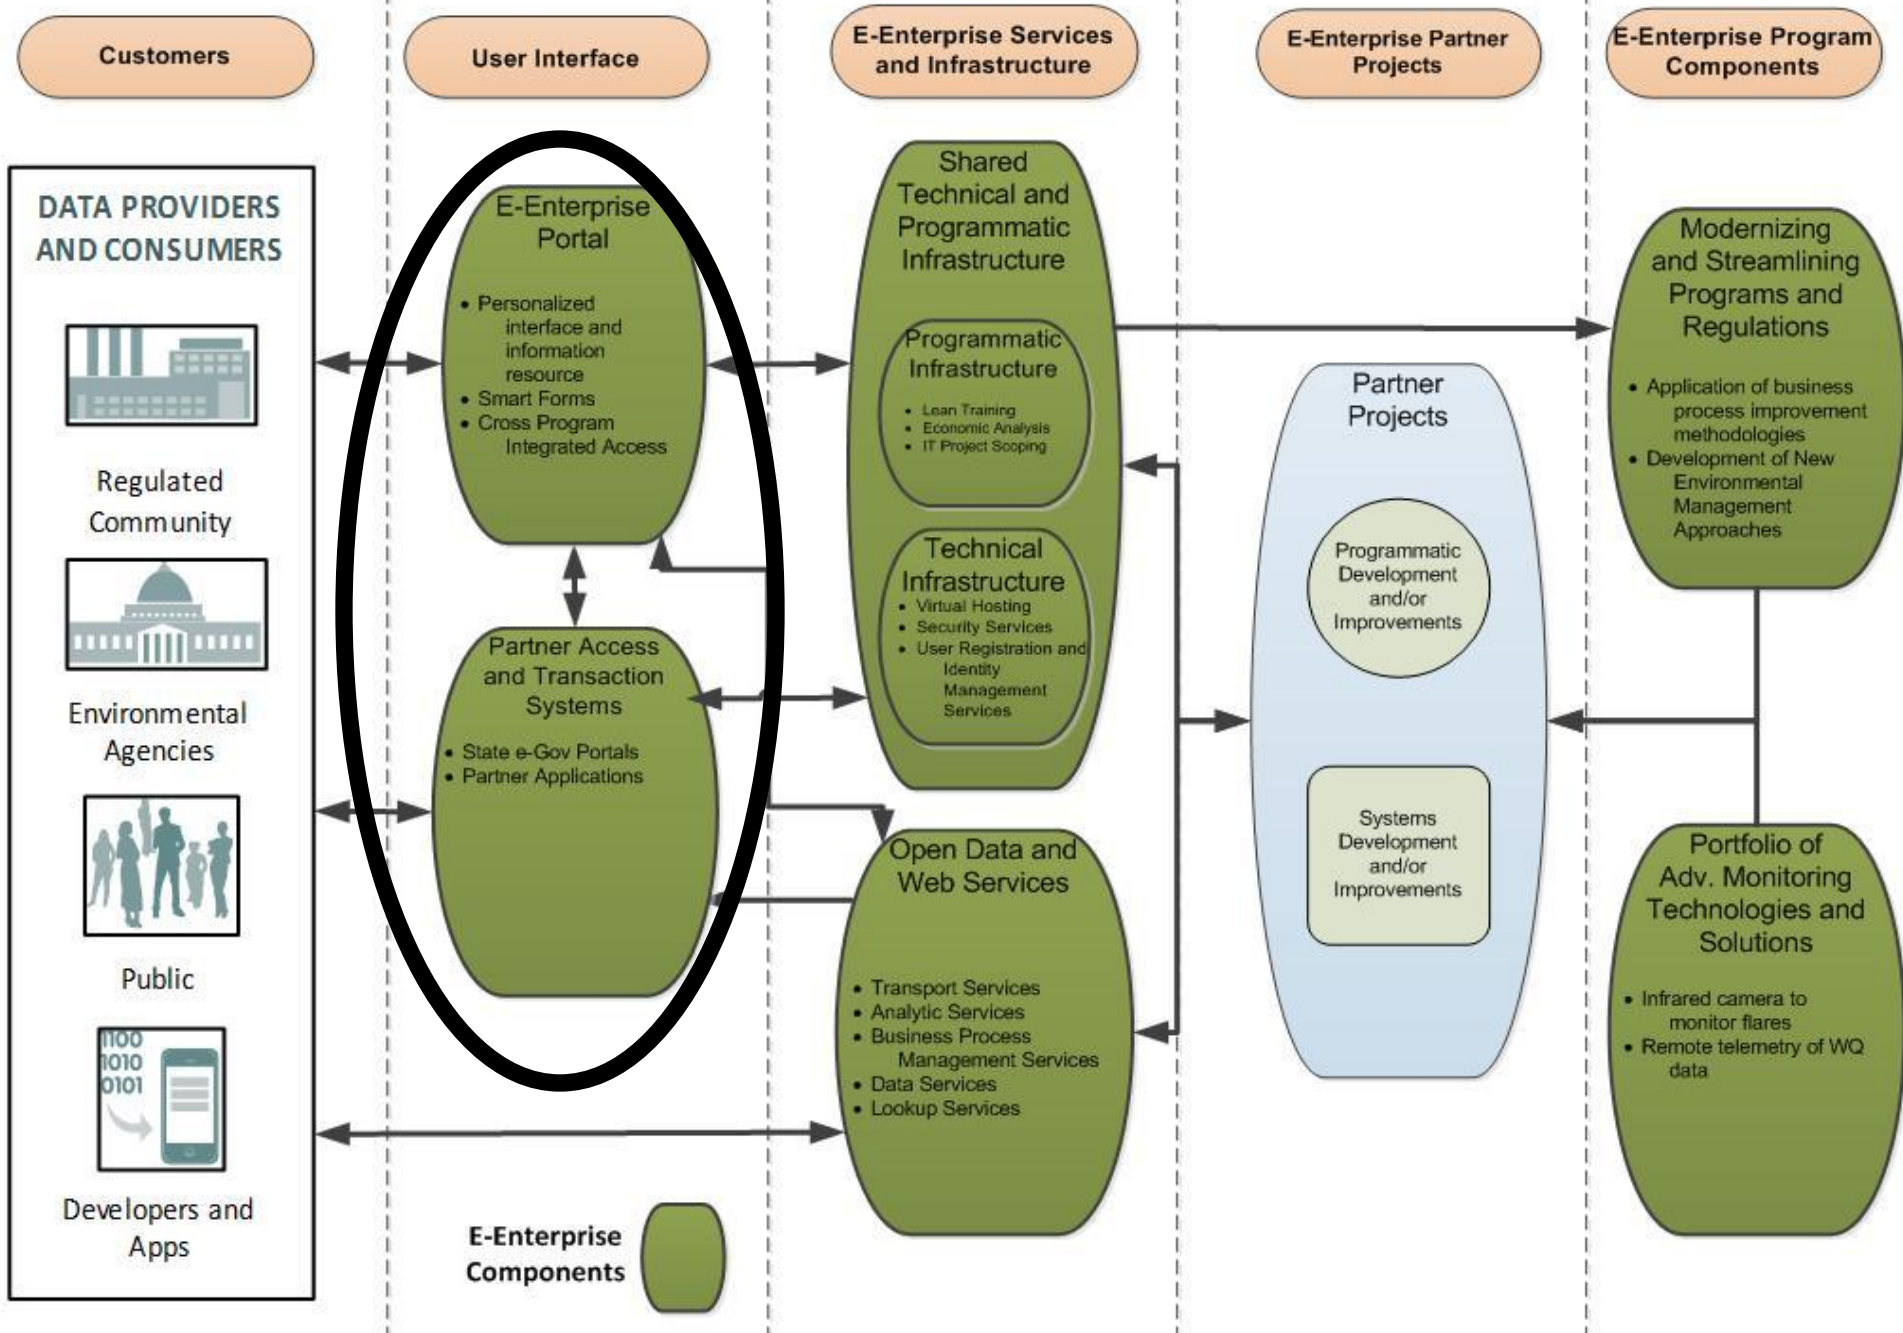 Customers
User Interface
E-Enterprise Services
and Infrastructure
E-Enterprise Partner
Projects
E-Enterprise Program
Components
DATA PROVIDERS
AND CONSUMERS
Regulated
Community
Environmental
Agencies
Public
1100
1010
0101
Developers and
Apps
E-Enterprise
Portal
• Personalized
interface and
information
resource
• Smart Forms
• Cross Program
Integrated Access
Partner Access
and Transaction
Systems
• State e-Gov Portals
• Partner Applications
E-Enterprise
Components
Shared
Technical and
Programmatic
Infrastructure
Programmatic
Infrastructure
• Lean Training
• Economic Analysis
• IT Project Scoping
Technical
Infrastructure
• Virtual Hosting
• Security Services
• User Registration and
Identity
Management
Services
Open Data and
Web Services
• Transport Services
• Analytic Services
• Business Process
Management Services
• Data Services
• Lookup Services
Partner
Projects
Programmatic
Development
and/or
Improvements
Systems
Development
and/or
Improvements
Modernizing
and Streamlining
Programs and
Regulations
• Application of business
process improvement
methodologies
• Development of New
Environmental
Management
Approaches
Portfolio of
Adv. Monitoring
Technologies and
Solutions
• Infrared camera to
monitor flares
• Remote telemetry of WQ
data